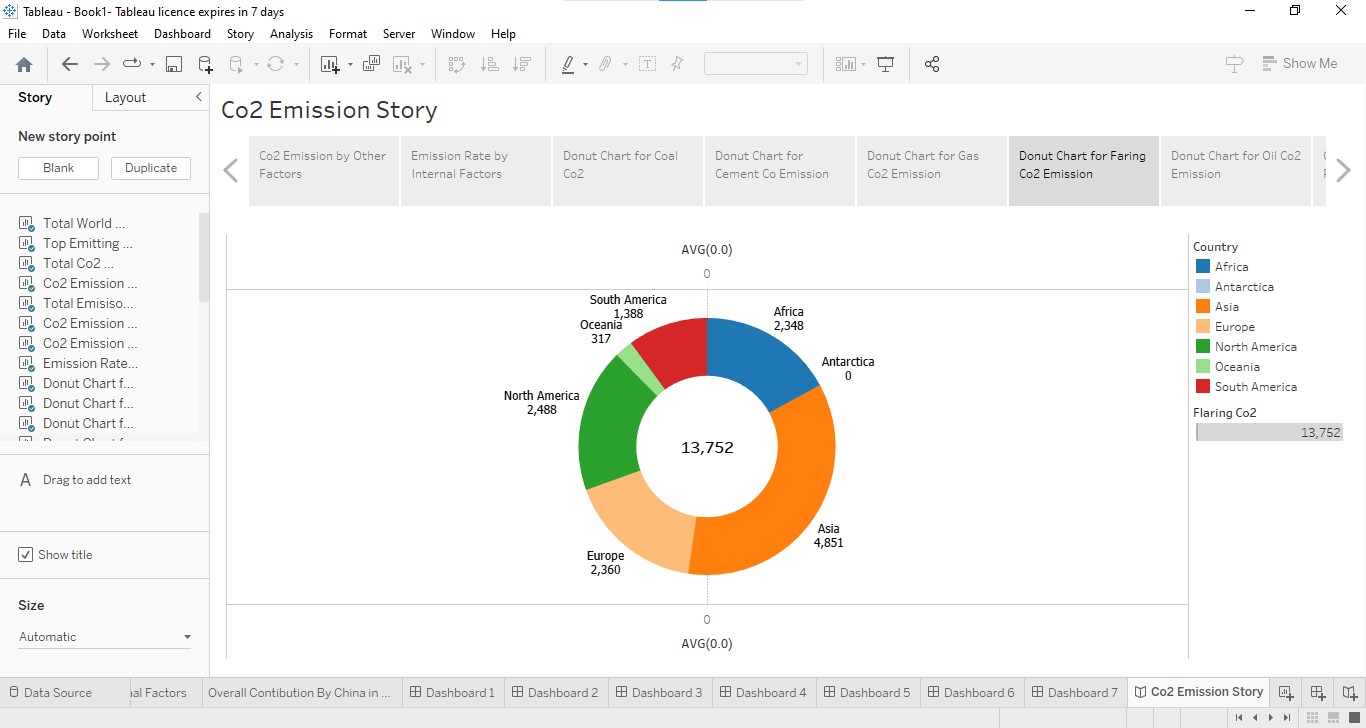 Tableau - Book1- Tableau licence expires in 7 days
File Data Worksheet Dashboard Story Analysis Format Server Window Help
Show Me
Story Layout
New story point
Blank Duplicate
Total World ...
Top Emitting ...
Total Co2 ...
Co2 Emission ...
Total Emisiso...
Co2 Emission ...
Co2 Emission ...
Emission Rate...
Donut Chart f...
Donut Chart f...
Donut Chart f...
A Drag to add text
Show title
Size
Automatic
Co2 Emission Story
Co2 Emission by Other
Factors
Emission Rate by
Internal Factors
Donut Chart for Coal
Co2
Donut Chart for
Cement Co Emission
Donut Chart for Gas
Co2 Emission
Donut Chart for Faring
Co2 Emission
Donut Chart for Oil Co2
Emission
AVG(0.0)
0
South America
1,388
Oceania
317
Africa
2,348
Antarctica
0
North America
2,488
13,752
Asia
4,851
Europe
2,360
0
AVG(0.0)
Country
Africa
Antarctica
Asia
Europe
North America
Oceania
South America
Flaring Co2
13,752
Data Source al Factors Overall Contibution By China in ... Dashboard 1 Dashboard 2 Dashboard 3 Dashboard 4 Dashboard 5 Dashboard 6 Dashboard 7 Co2 Emission Story